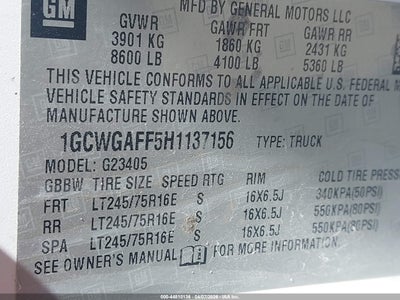 GM
MFD BY GENERAL MOTORS LLC
GVWR GAWR FRT GAWR RR
3901 KG 1860 KG 2431 KG
8600 LB 4100 LB 5360 LB
THIS VEHICLE CONFORMS TO ALL APPLICABLE U.S. FEDERAL M
VEHICLE SAFETY STANDARDS IN EFFECT ON THE DATE OF
MANUFACTURE SHOWN ABOVE.
1GCWGAFF5H1137156 TYPE: TRUCK
MODEL: G23405
GBBW TIRE SIZE SPEED RTG RIM COLD TIRE P
FRT LT245/75R16E S 16X6.5J 340KPA(50PSI)
RR LT245/75R16E S 16X6.5J 550KPA(80PSI)
SPA LT245/75R16E S 16X6.5J 550KPA(80PSI)
SEE OWNER'S MANUAL FOR MORE INFORMATION.